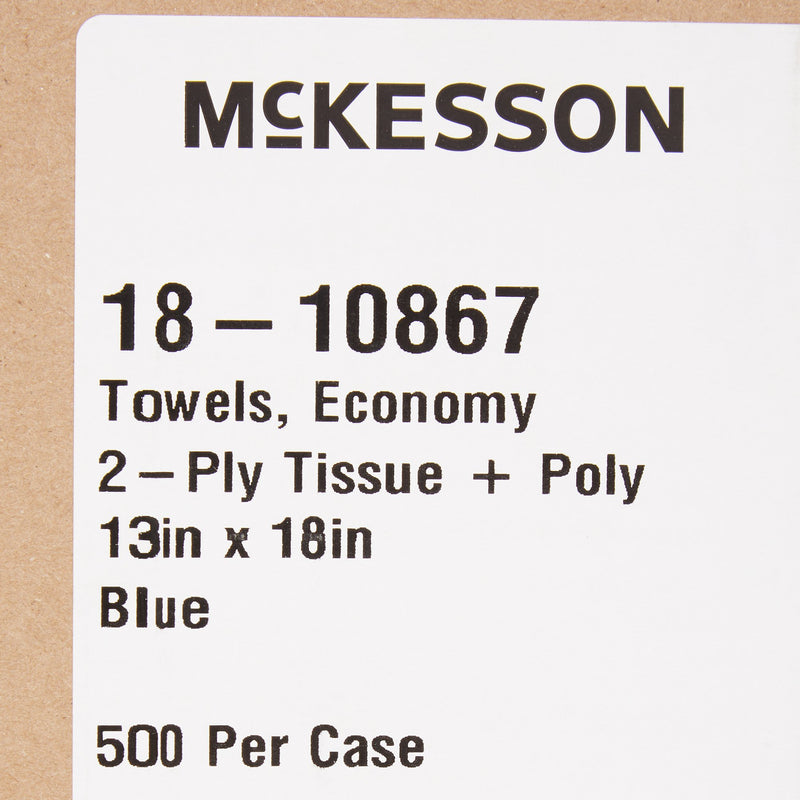 McKESSON
18-10867
Towels, Economy
2-Ply Tissue + Poly
13in x 18in
Blue
500 Per Case